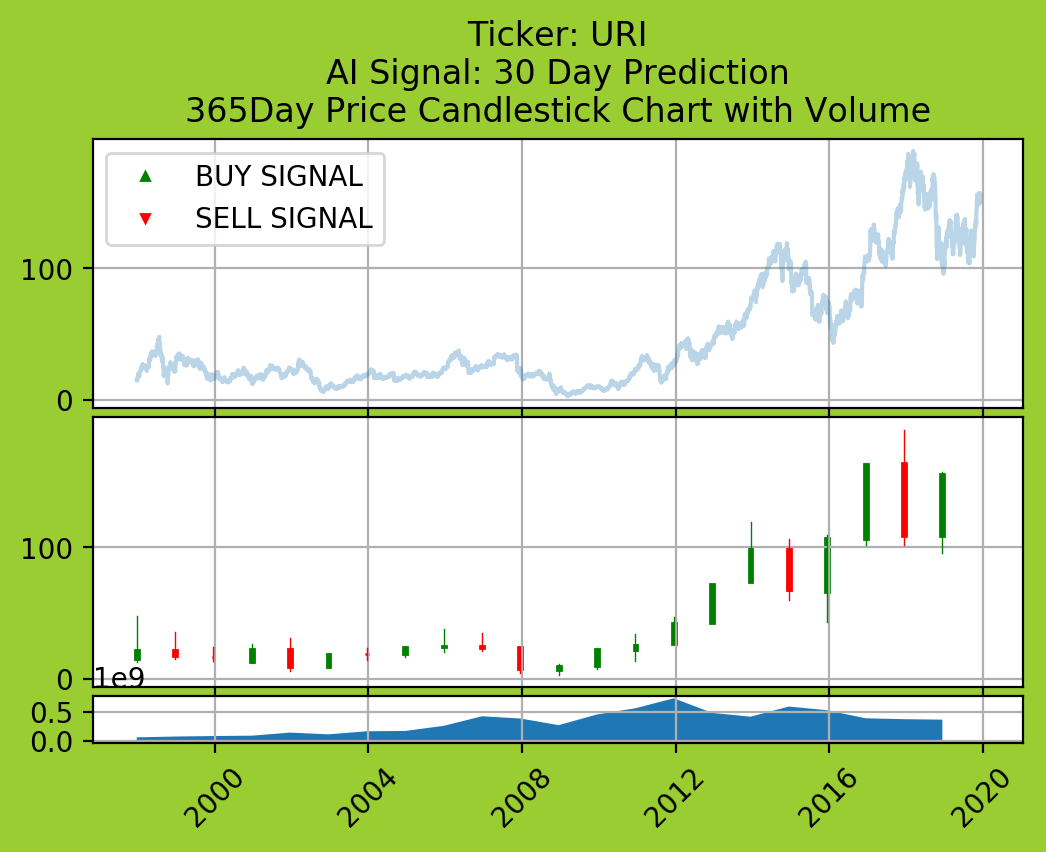 Ticker: URI
AI Signal: 30 Day Prediction
365Day Price Candlestick Chart with Volume
BUY SIGNAL
SELL SIGNAL
100
0
100
0
1e9
0.5
0.0
2000 2004 2008 2012 2016 2020